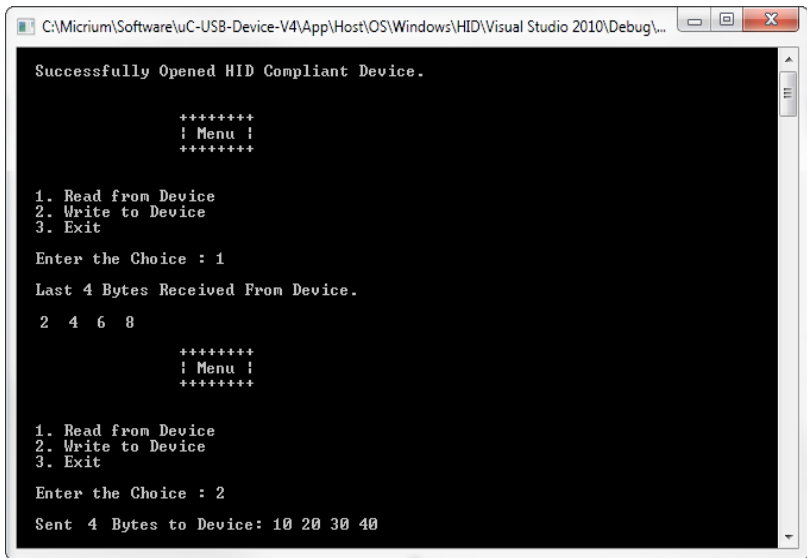 C:\Micrium\Software\uC-USB-Device-V4\App\Host\OS\Windows\HID\Visual Studio 2010\Debug\...
Successfully Opened HID Compliant Device.
++++++++
¦ Menu ¦
++++++++
1. Read from Device
2. Write to Device
3. Exit
Enter the Choice : 1
Last 4 Bytes Received From Device.
2 4 6 8
++++++++
¦ Menu ¦
++++++++
1. Read from Device
2. Write to Device
3. Exit
Enter the Choice : 2
Sent 4 Bytes to Device: 10 20 30 40